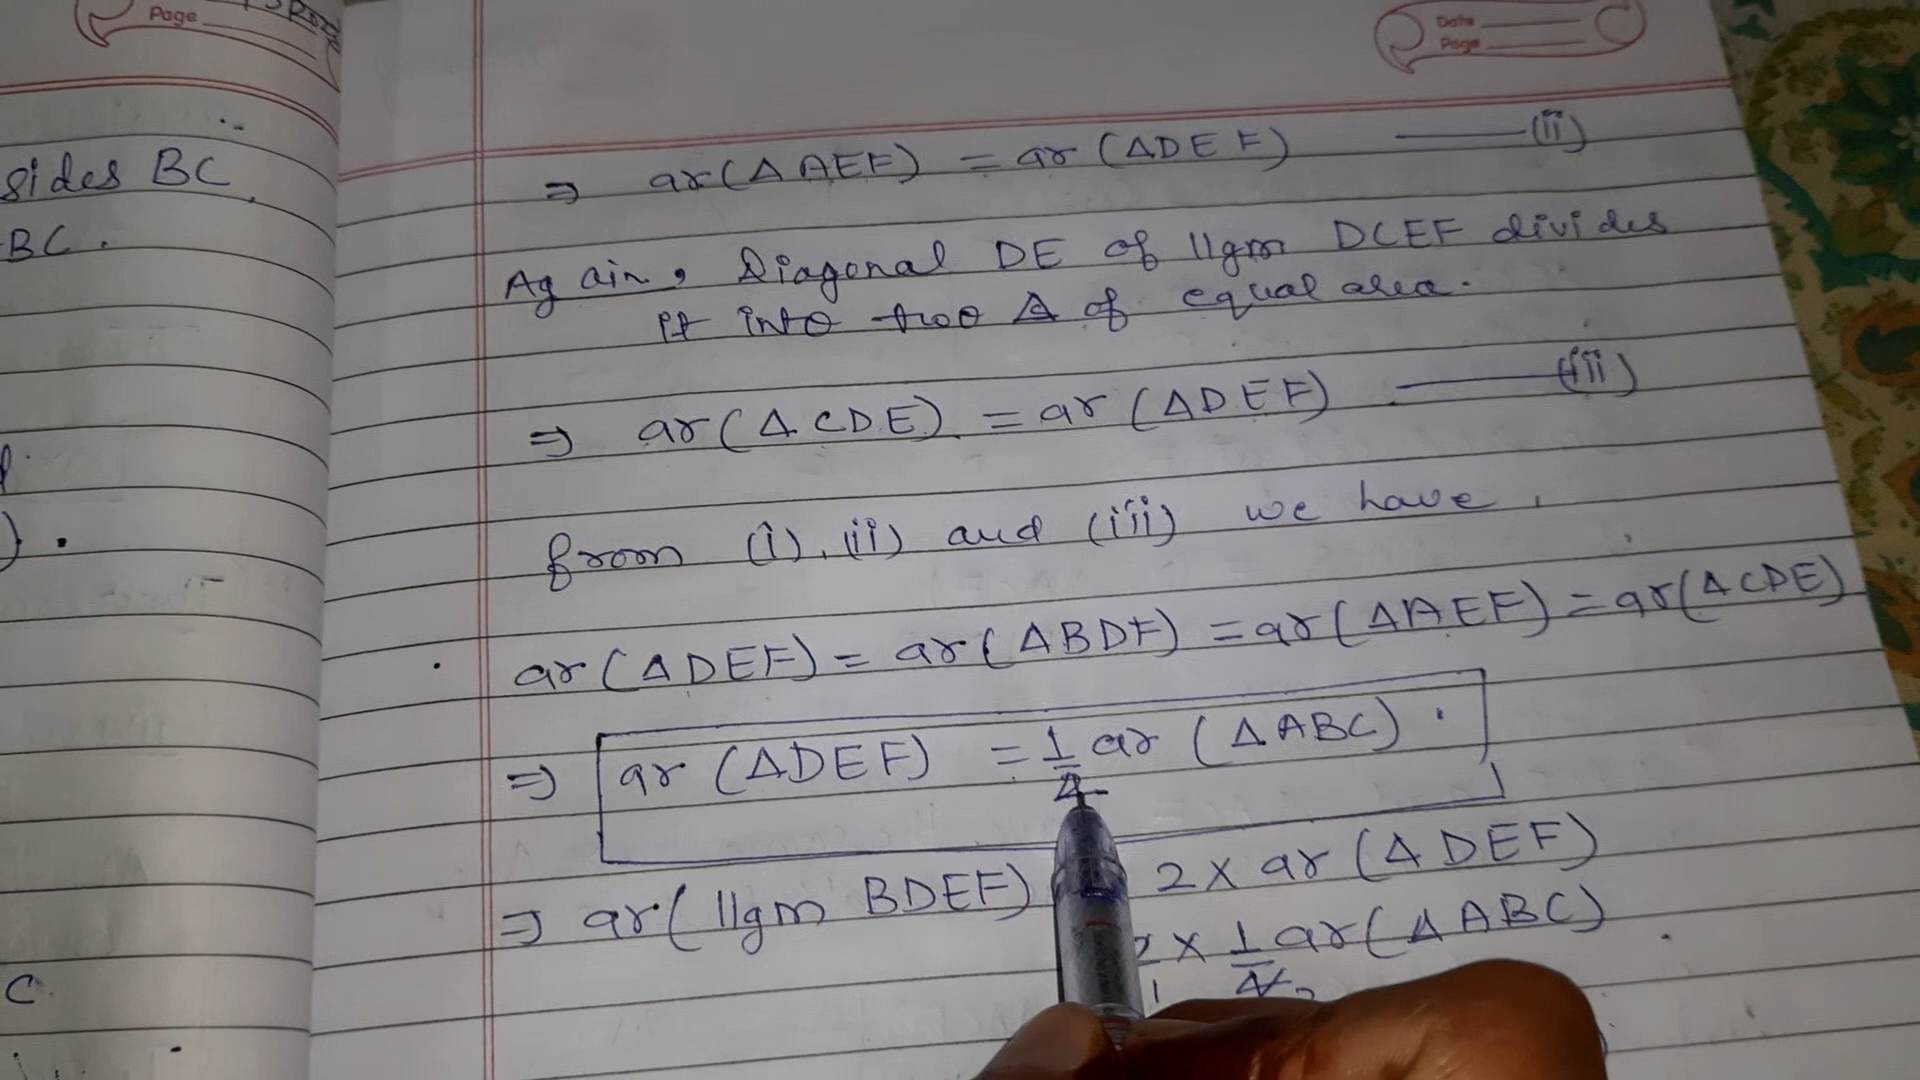 Page
Date
Page
sides BC
BC.
⇒ ar(ΔAEF) = ar(ΔDEF) ——(ii)
Again, Diagonal DE of llgm DCEF divides
it into two Δ of equal area.
⇒ ar(ΔCDE) = ar(ΔDEF) ——(iii)
from (i), (ii) and (iii) we have,
ar(ΔDEF) = ar(ΔBDF) = ar(ΔAEF) = ar(ΔCDE)
⇒ ar(ΔDEF) = 1/4 ar(ΔABC).
⇒ ar(llgm BDEF) 2 x ar(ΔDEF)
2 x 1/4 ar(ΔABC)
1 2
C.